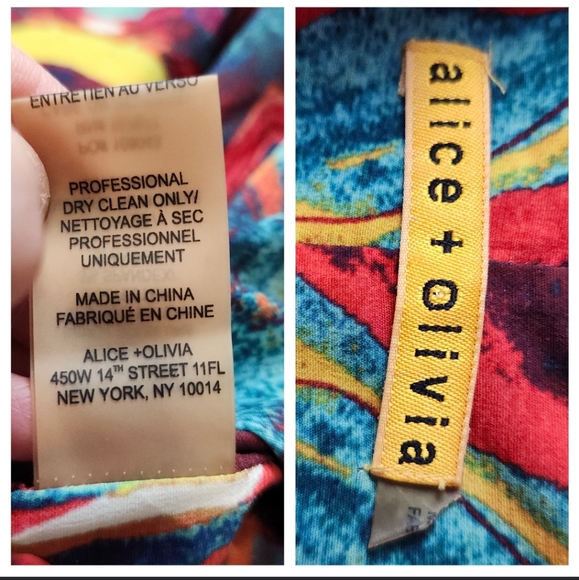 ENTRETIEN AU VERSO
PROFESSIONAL
DRY CLEAN ONLY/
NETTOYAGE À SEC
PROFESSIONNEL
UNIQUEMENT
MADE IN CHINA
FABRIQUÉ EN CHINE
ALICE +OLIVIA
450W 14TH STREET 11FL
NEW YORK, NY 10014
alice + olivia